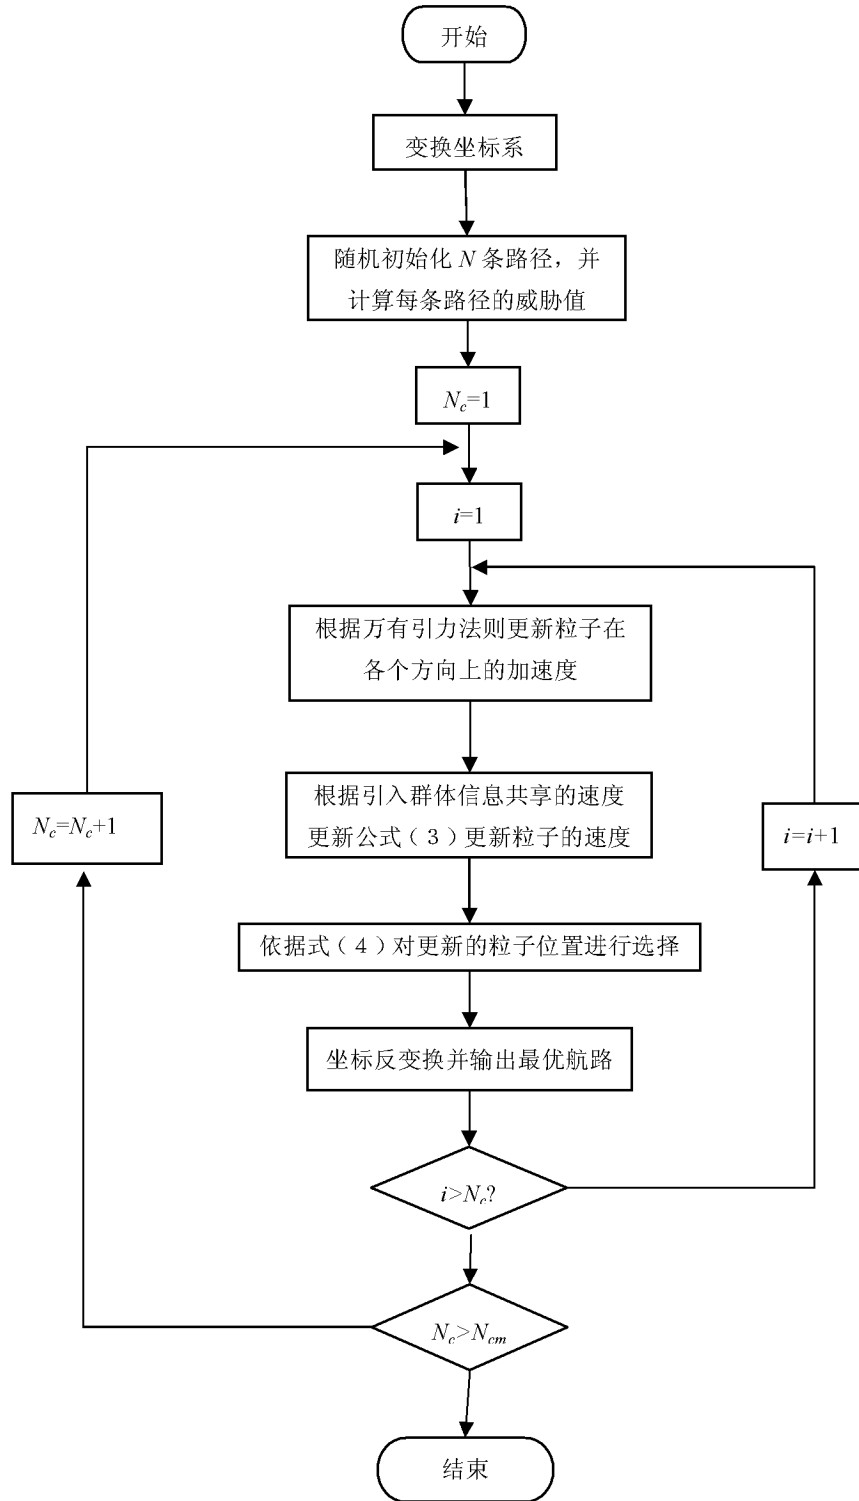 开始
变换坐标系
随机初始化 N 条路径，并
计算每条路径的威胁值
Nc=1
i=1
根据万有引力法则更新粒子在
各个方向上的加速度
根据引入群体信息共享的速度
更新公式（3）更新粒子的速度
Nc=Nc+1
i=i+1
依据式（4）对更新的粒子位置进行选择
坐标反变换并输出最优航路
i>Nc?
Nc>Ncm
结束